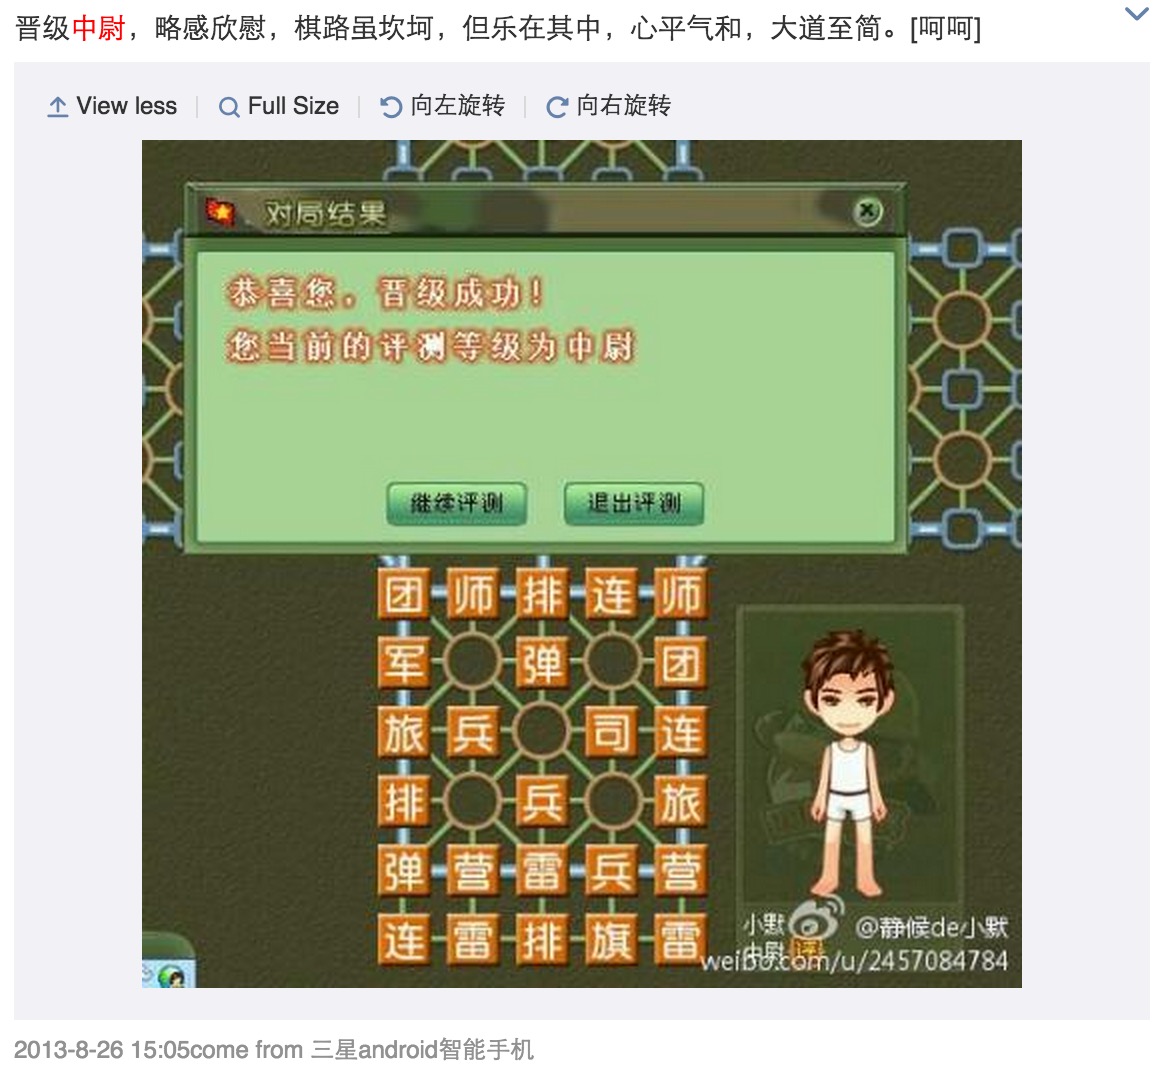 晋级中尉，略感欣慰，棋路虽坎坷，但乐在其中，心平气和，大道至简。[呵呵]
View less
Full Size
向左旋转
向右旋转
对局结果
恭喜您，晋级成功！
您当前的评测等级为中尉
继续评测
退出评测
团 师 排 连 师
军 弹 团
旅 兵 司 连
排 兵 旅
弹 营 雷 兵 营
连 雷 排 旗 雷
小默
中尉 评
@静候de小默
weibo.com/u/2457084784
2013-8-26 15:05come from 三星android智能手机